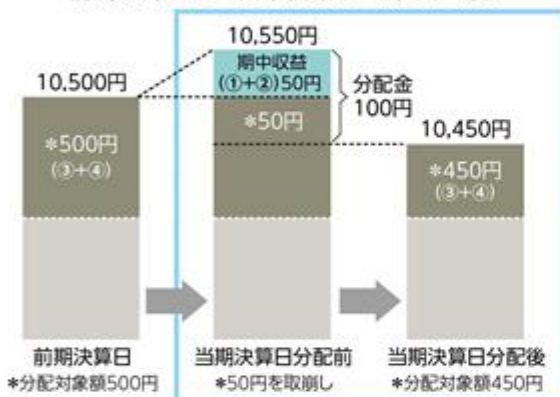 10,550円
期中収益
(①+②)50円
分配金
100円
10,500円
*500円
(③+④)
*50円
10,450円
*450円
(③+④)
前期決算日
*分配対象額500円
当期決算日分配前
*50円を取崩し
当期決算日分配後
*分配対象額450円